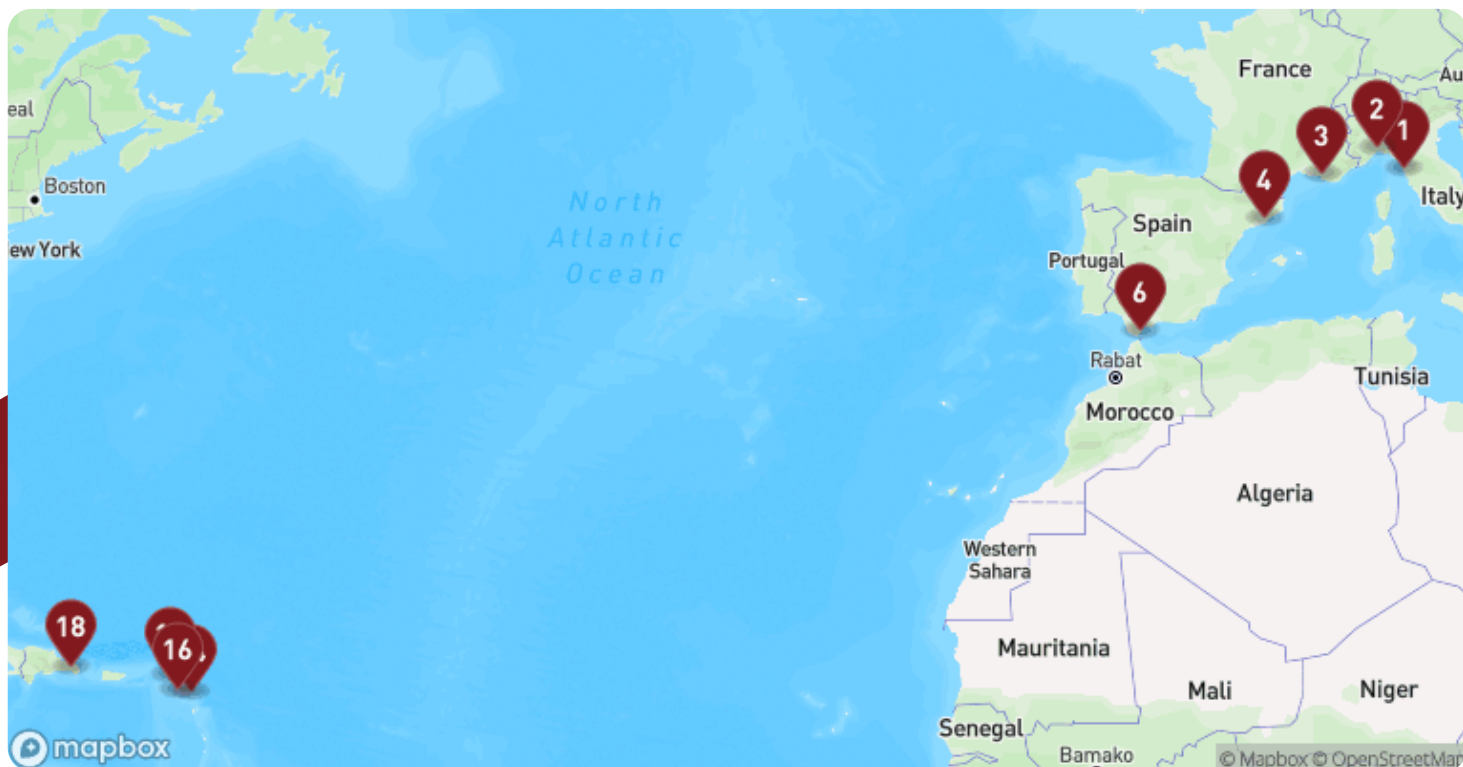 France
Au
2
1
3
eal
Boston
4
Italy
North
Atlantic
Ocean
Spain
ew York
Portugal
6
Rabat
Tunisia
Morocco
Algeria
Western
Sahara
18
16
Mauritania
Mali
Niger
Senegal
mapbox
Bamako
© Mapbox © OpenStreetMap